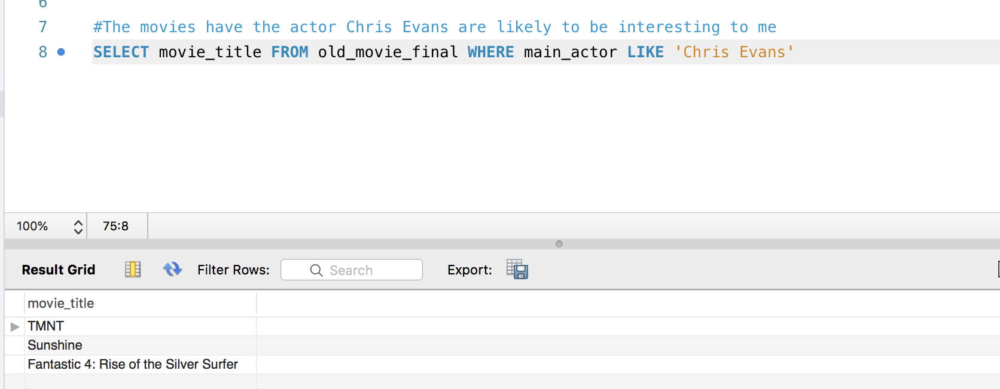 6
7 #The movies have the actor Chris Evans are likely to be interesting to me
8 SELECT movie_title FROM old_movie_final WHERE main_actor LIKE 'Chris Evans'
100% 75:8
Result Grid Filter Rows: Search Export:
movie_title
TMNT
Sunshine
Fantastic 4: Rise of the Silver Surfer